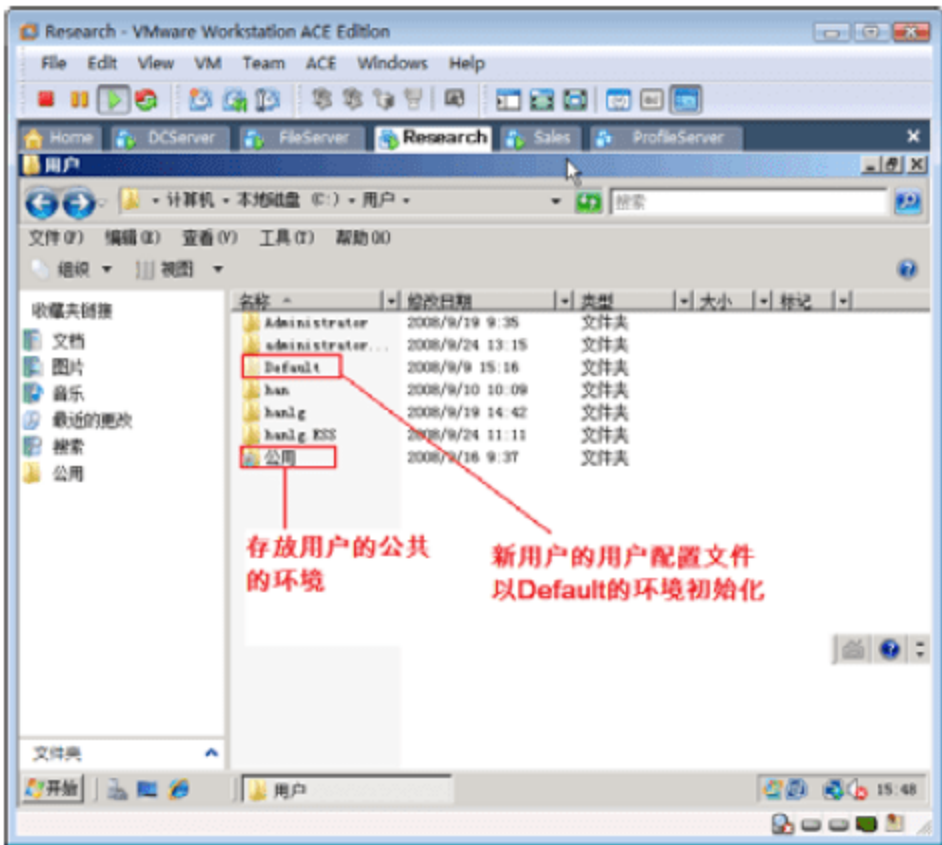 Research - VMware Workstation ACE Edition
File Edit View VM Team ACE Windows Help
Home DCServer FileServer Research Sales ProfileServer
用户
计算机 本地磁盘 (C:) 用户 搜索
文件(F) 编辑(E) 查看(V) 工具(T) 帮助(H)
组织 视图
收藏夹链接
文档
图片
音乐
最近的更改
搜索
公用
名称 修改日期 类型 大小 标记
Administrator 2008/9/19 9:35 文件夹
administrator... 2008/9/24 13:15 文件夹
Default 2008/9/9 15:16 文件夹
han 2008/9/10 10:09 文件夹
hanlg 2008/9/19 14:42 文件夹
hanlg ESS 2008/9/24 11:11 文件夹
公用 2008/9/16 9:37 文件夹
存放用户的公共
的环境
新用户的用户配置文件
以Default的环境初始化
文件夹
开始 用户 15:48